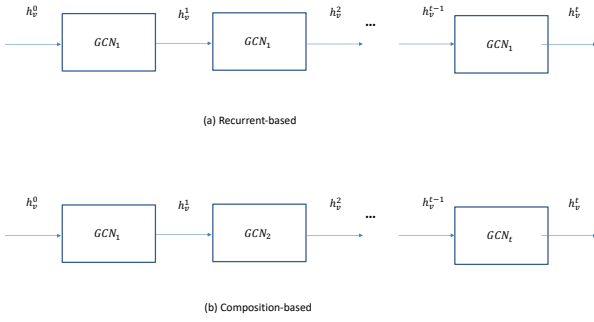 h_v^0 h_v^1 h_v^2 ... h_v^{t-1} h_v^t
GCN_1 GCN_1 GCN_1
(a) Recurrent-based
h_v^0 h_v^1 h_v^2 ... h_v^{t-1} h_v^t
GCN_1 GCN_2 GCN_t
(b) Composition-based